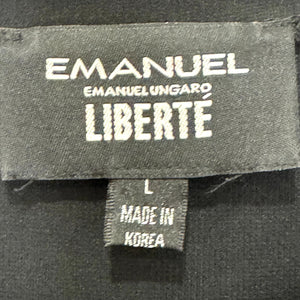 EMANUEL
EMANUEL UNGARO
LIBERTÉ
L
MADE IN
KOREA